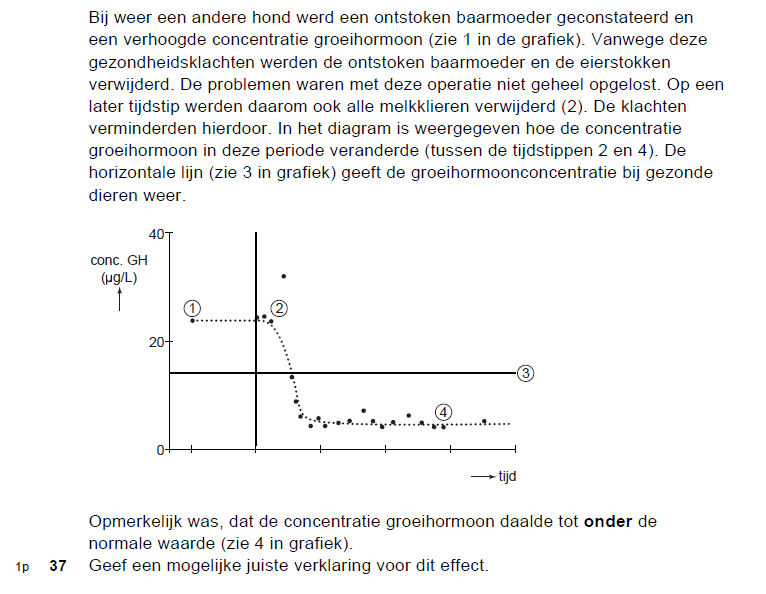 Bij weer een andere hond werd een ontstoken baarmoeder geconstateerd en
een verhoogde concentratie groeihormoon (zie 1 in de grafiek). Vanwege deze
gezondheidsklachten werden de ontstoken baarmoeder en de eierstokken
verwijderd. De problemen waren met deze operatie niet geheel opgelost. Op een
later tijdstip werden daarom ook alle melkklieren verwijderd (2). De klachten
verminderden hierdoor. In het diagram is weergegeven hoe de concentratie
groeihormoon in deze periode veranderde (tussen de tijdstippen 2 en 4). De
horizontale lijn (zie 3 in grafiek) geeft de groeihormoonconcentratie bij gezonde
dieren weer.
40
conc. GH
(µg/L)
1
2
20
3
4
0
tijd
Opmerkelijk was, dat de concentratie groeihormoon daalde tot onder de
normale waarde (zie 4 in grafiek).
1p 37 Geef een mogelijke juiste verklaring voor dit effect.